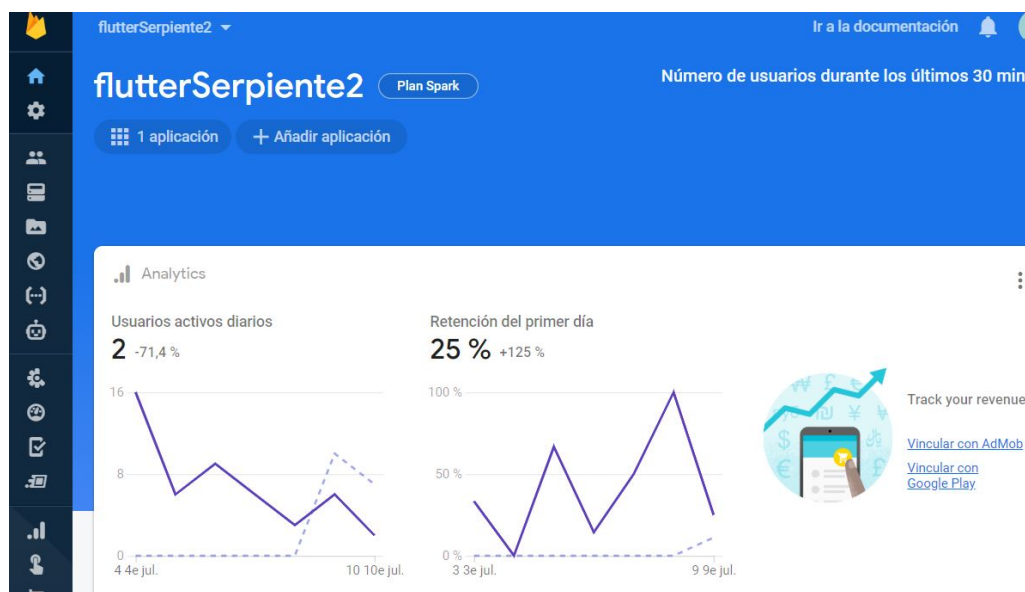 flutterSerpiente2
Ir a la documentación
flutterSerpiente2 Plan Spark
Número de usuarios durante los últimos 30 min
1 aplicación + Añadir aplicación
Analytics
Usuarios activos diarios
2 -71,4 %
16
8
0
4 4e jul. 10 10e jul.
Retención del primer día
25 % +125 %
100 %
50 %
0 %
3 3e jul. 9 9e jul.
Track your revenue
Vincular con AdMob
Vincular con
Google Play